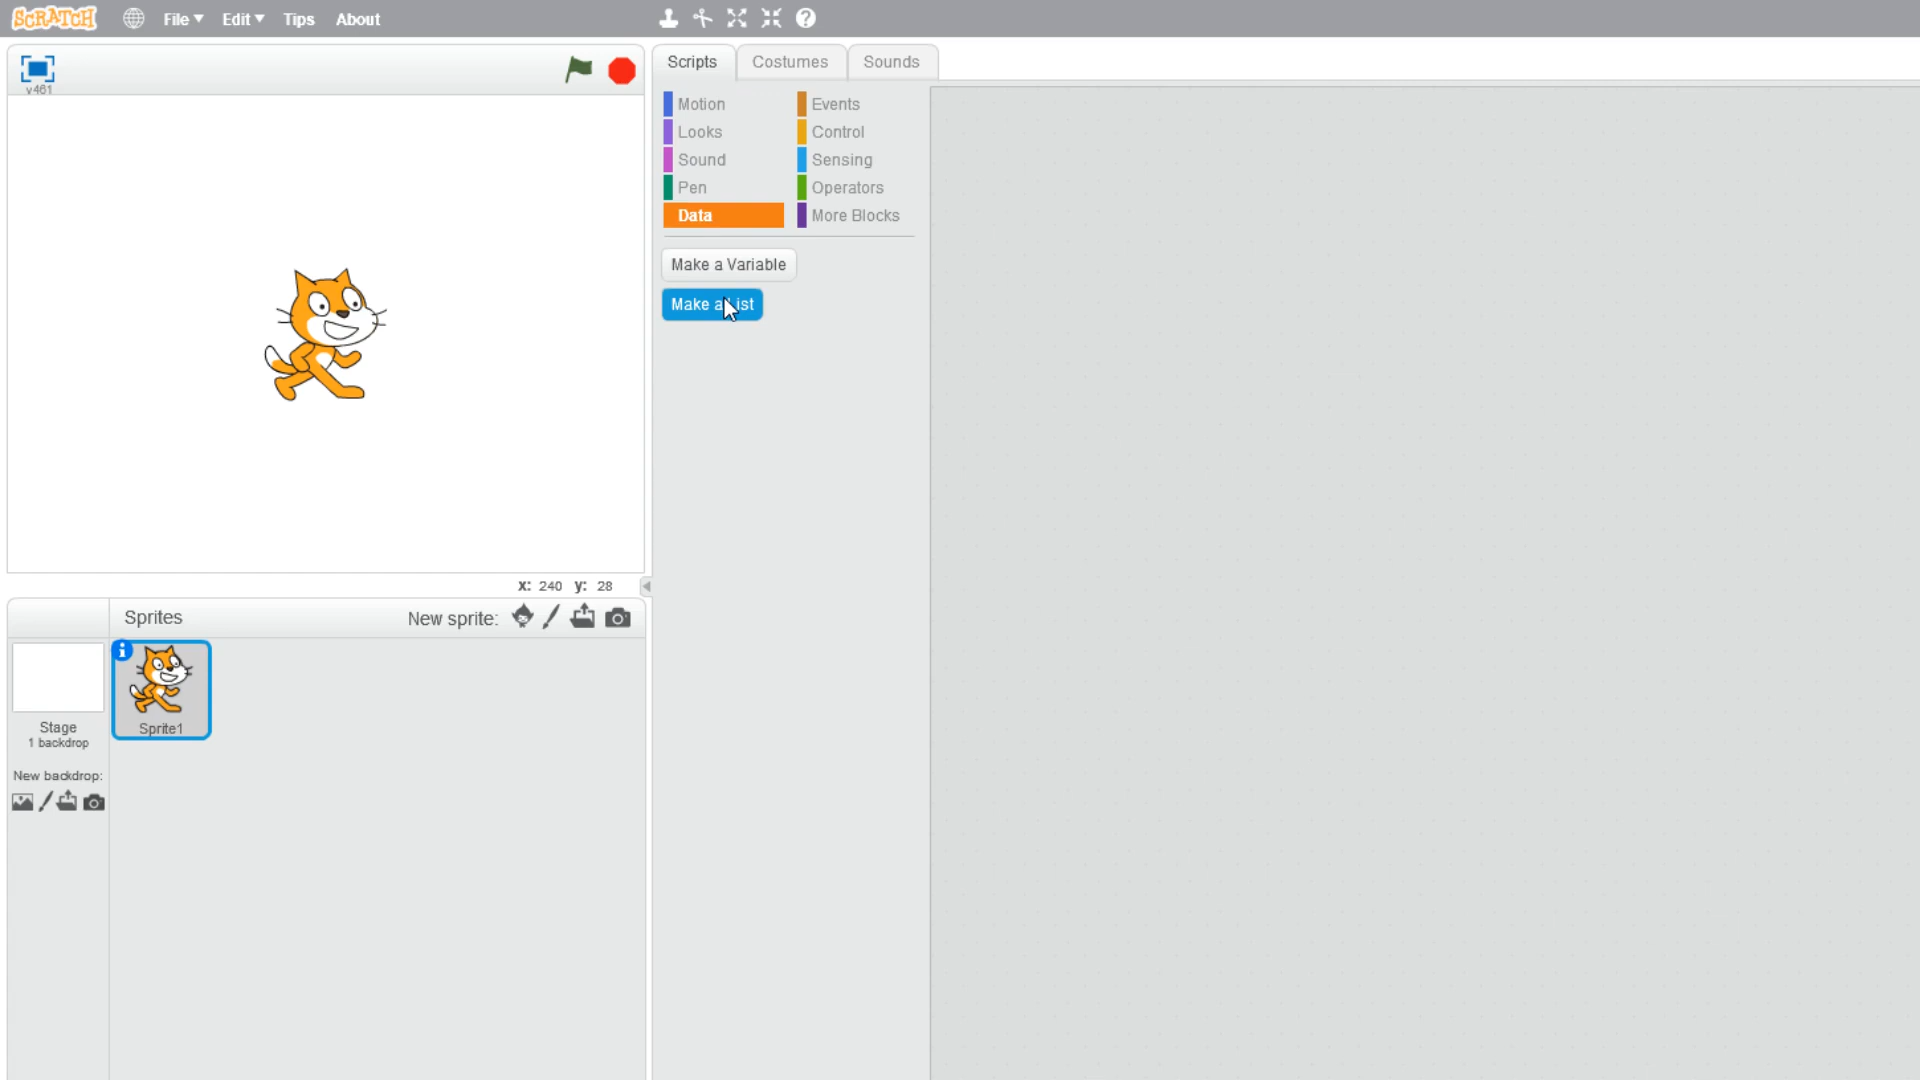 SCRATCH File Edit Tips About
v461
Scripts Costumes Sounds
Motion Events
Looks Control
Sound Sensing
Pen Operators
Data More Blocks
Make a Variable
Make a List
x: 240 y: 28
Sprites New sprite:
Stage
1 backdrop
Sprite1
New backdrop: